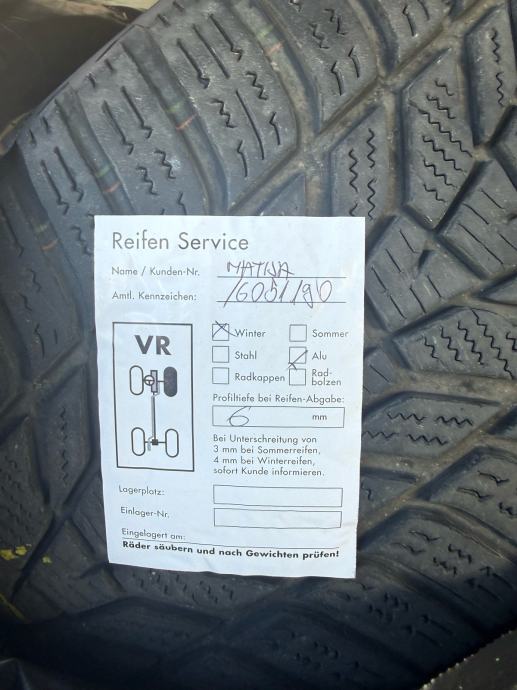 Reifen Service
Name / Kunden-Nr. MATIJA
Amtl. Kennzeichen:
VR
Winter
Sommer
Stahl
Alu
Radkappen
Rad-
bolzen
Profiltiefe bei Reifen-Abgabe:
6 mm
Bei Unterschreitung von
3 mm bei Sommerreifen,
4 mm bei Winterreifen,
sofort Kunde informieren.
Lagerplatz:
Einlager-Nr.
Eingelagert am:
Räder säubern und nach Gewichten prüfen!